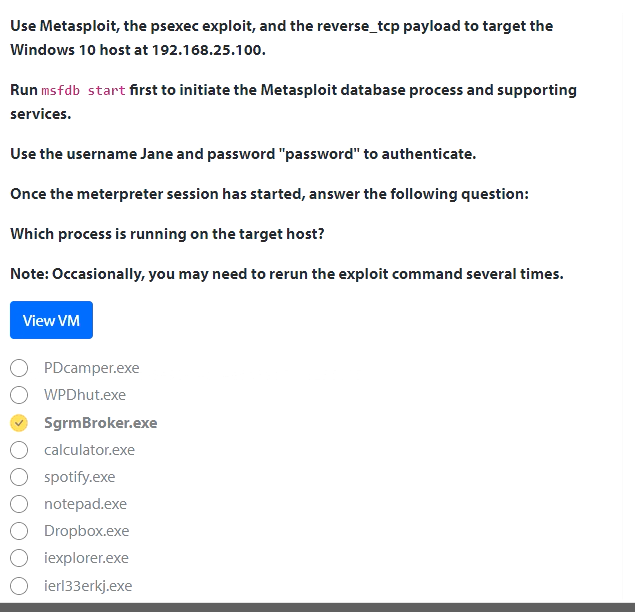 Use Metasploit, the psexec exploit, and the reverse_tcp payload to target the
Windows 10 host at 192.168.25.100.
Run msfdb start first to initiate the Metasploit database process and supporting
services.
Use the username Jane and password "password" to authenticate.
Once the meterpreter session has started, answer the following question:
Which process is running on the target host?
Note: Occasionally, you may need to rerun the exploit command several times.
View VM
PDcamper.exe
WPDhut.exe
SgrmBroker.exe
calculator.exe
spotify.exe
notepad.exe
Dropbox.exe
iexplorer.exe
ierl33erkj.exe